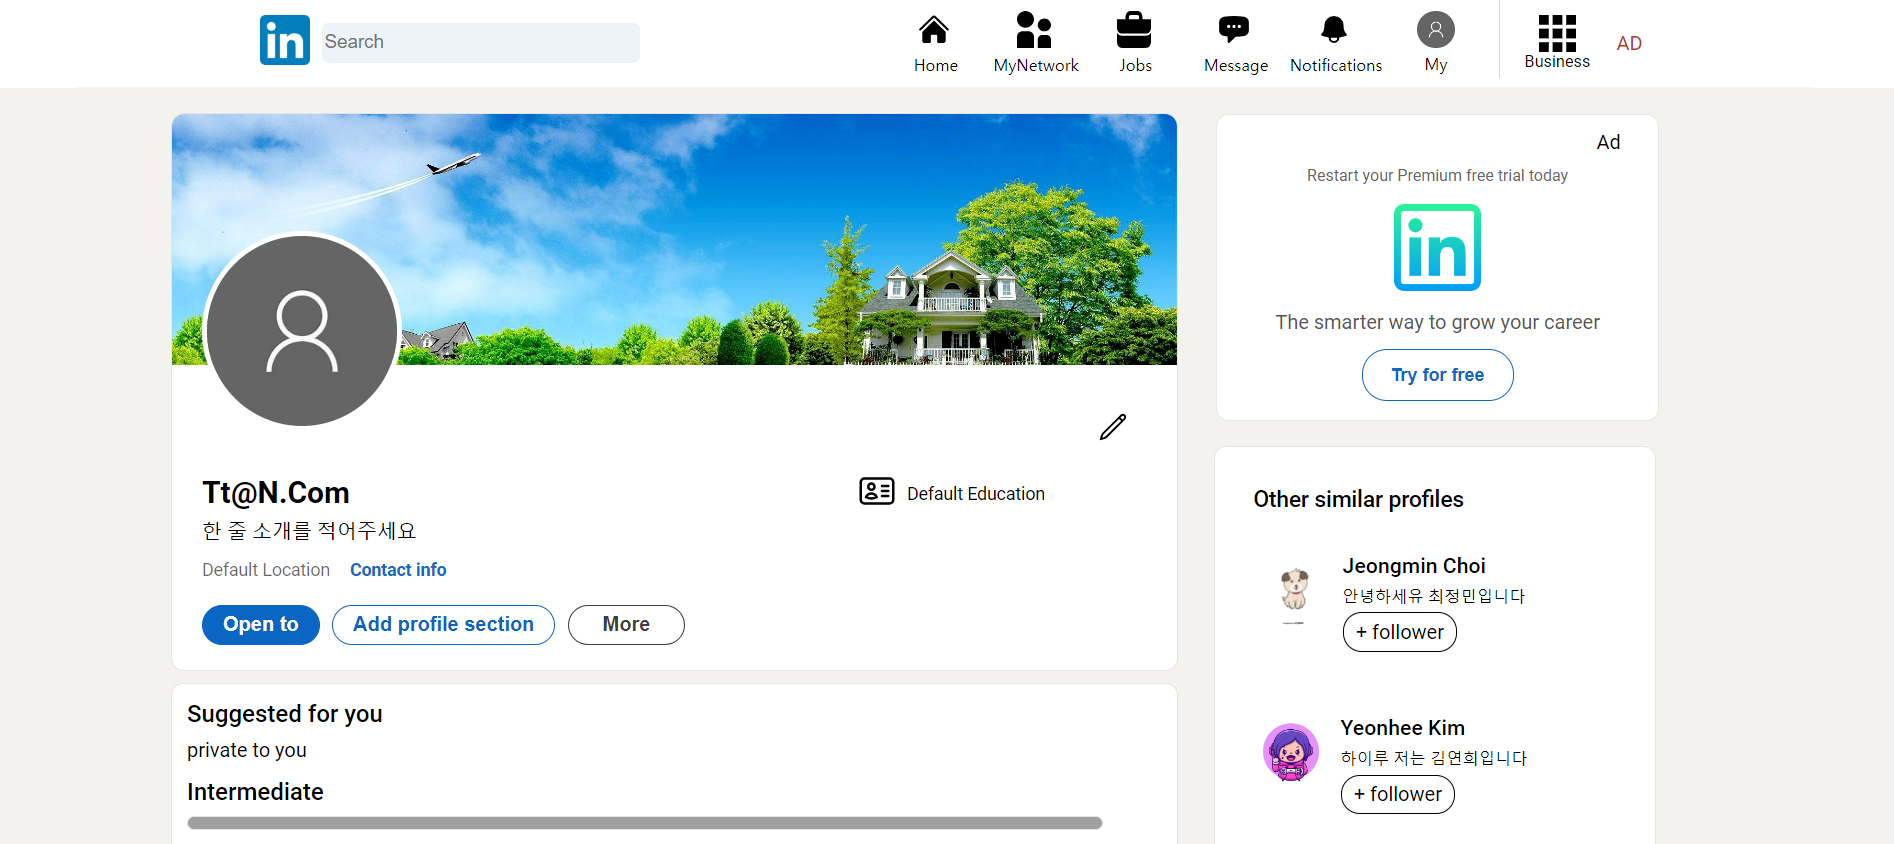 in
Search
Home
MyNetwork
Jobs
Message
Notifications
My
Business
AD
Tt@N.Com
한 줄 소개를 적어주세요
Default Location Contact info
Default Education
Open to
Add profile section
More
Suggested for you
private to you
Intermediate
Ad
Restart your Premium free trial today
in
The smarter way to grow your career
Try for free
Other similar profiles
Jeongmin Choi
안녕하세유 최정민입니다
+ follower
Yeonhee Kim
하이루 저는 김연희입니다
+ follower